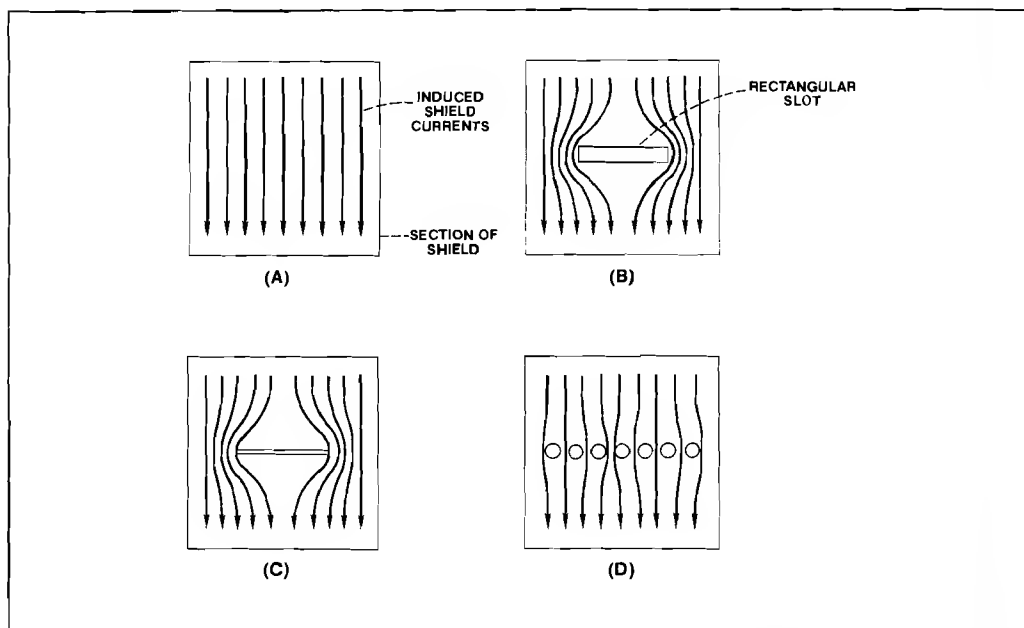 INDUCED
SHIELD
CURRENTS
SECTION OF
SHIELD
(A)
RECTANGULAR
SLOT
(B)
(C)
(D)